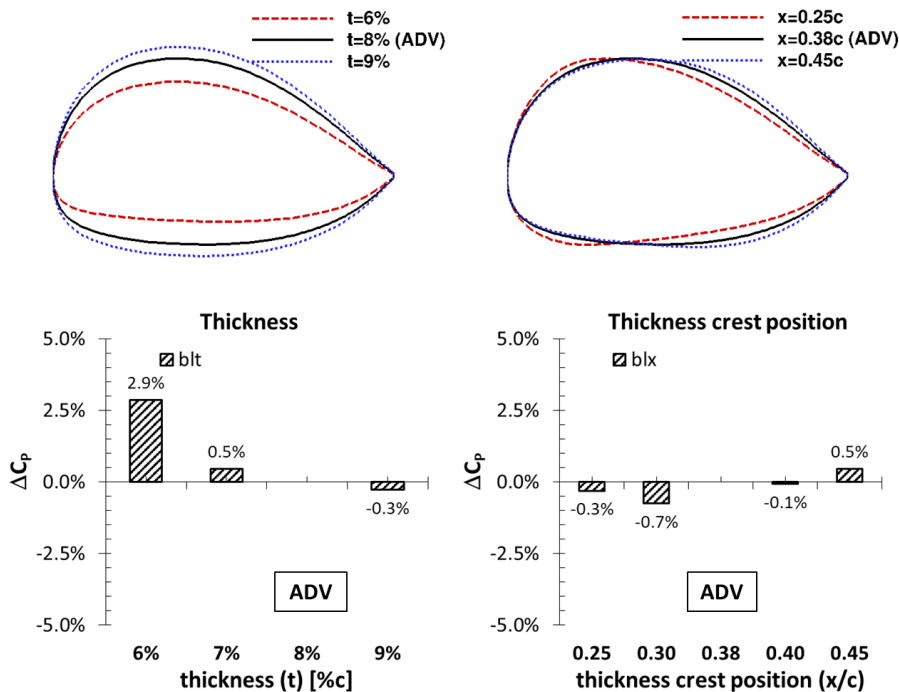 t=6%
t=8% (ADV)
t=9%
x=0.25c
x=0.38c (ADV)
x=0.45c
Thickness
5.0%
2.5%
0.0%
-2.5%
-5.0%
ΔCP
blt
2.9%
0.5%
-0.3%
ADV
6% 7% 8% 9%
thickness (t) [%c]
Thickness crest position
5.0%
2.5%
0.0%
-2.5%
-5.0%
ΔCP
blx
-0.3%
-0.7%
-0.1%
0.5%
ADV
0.25 0.30 0.38 0.40 0.45
thickness crest position (x/c)